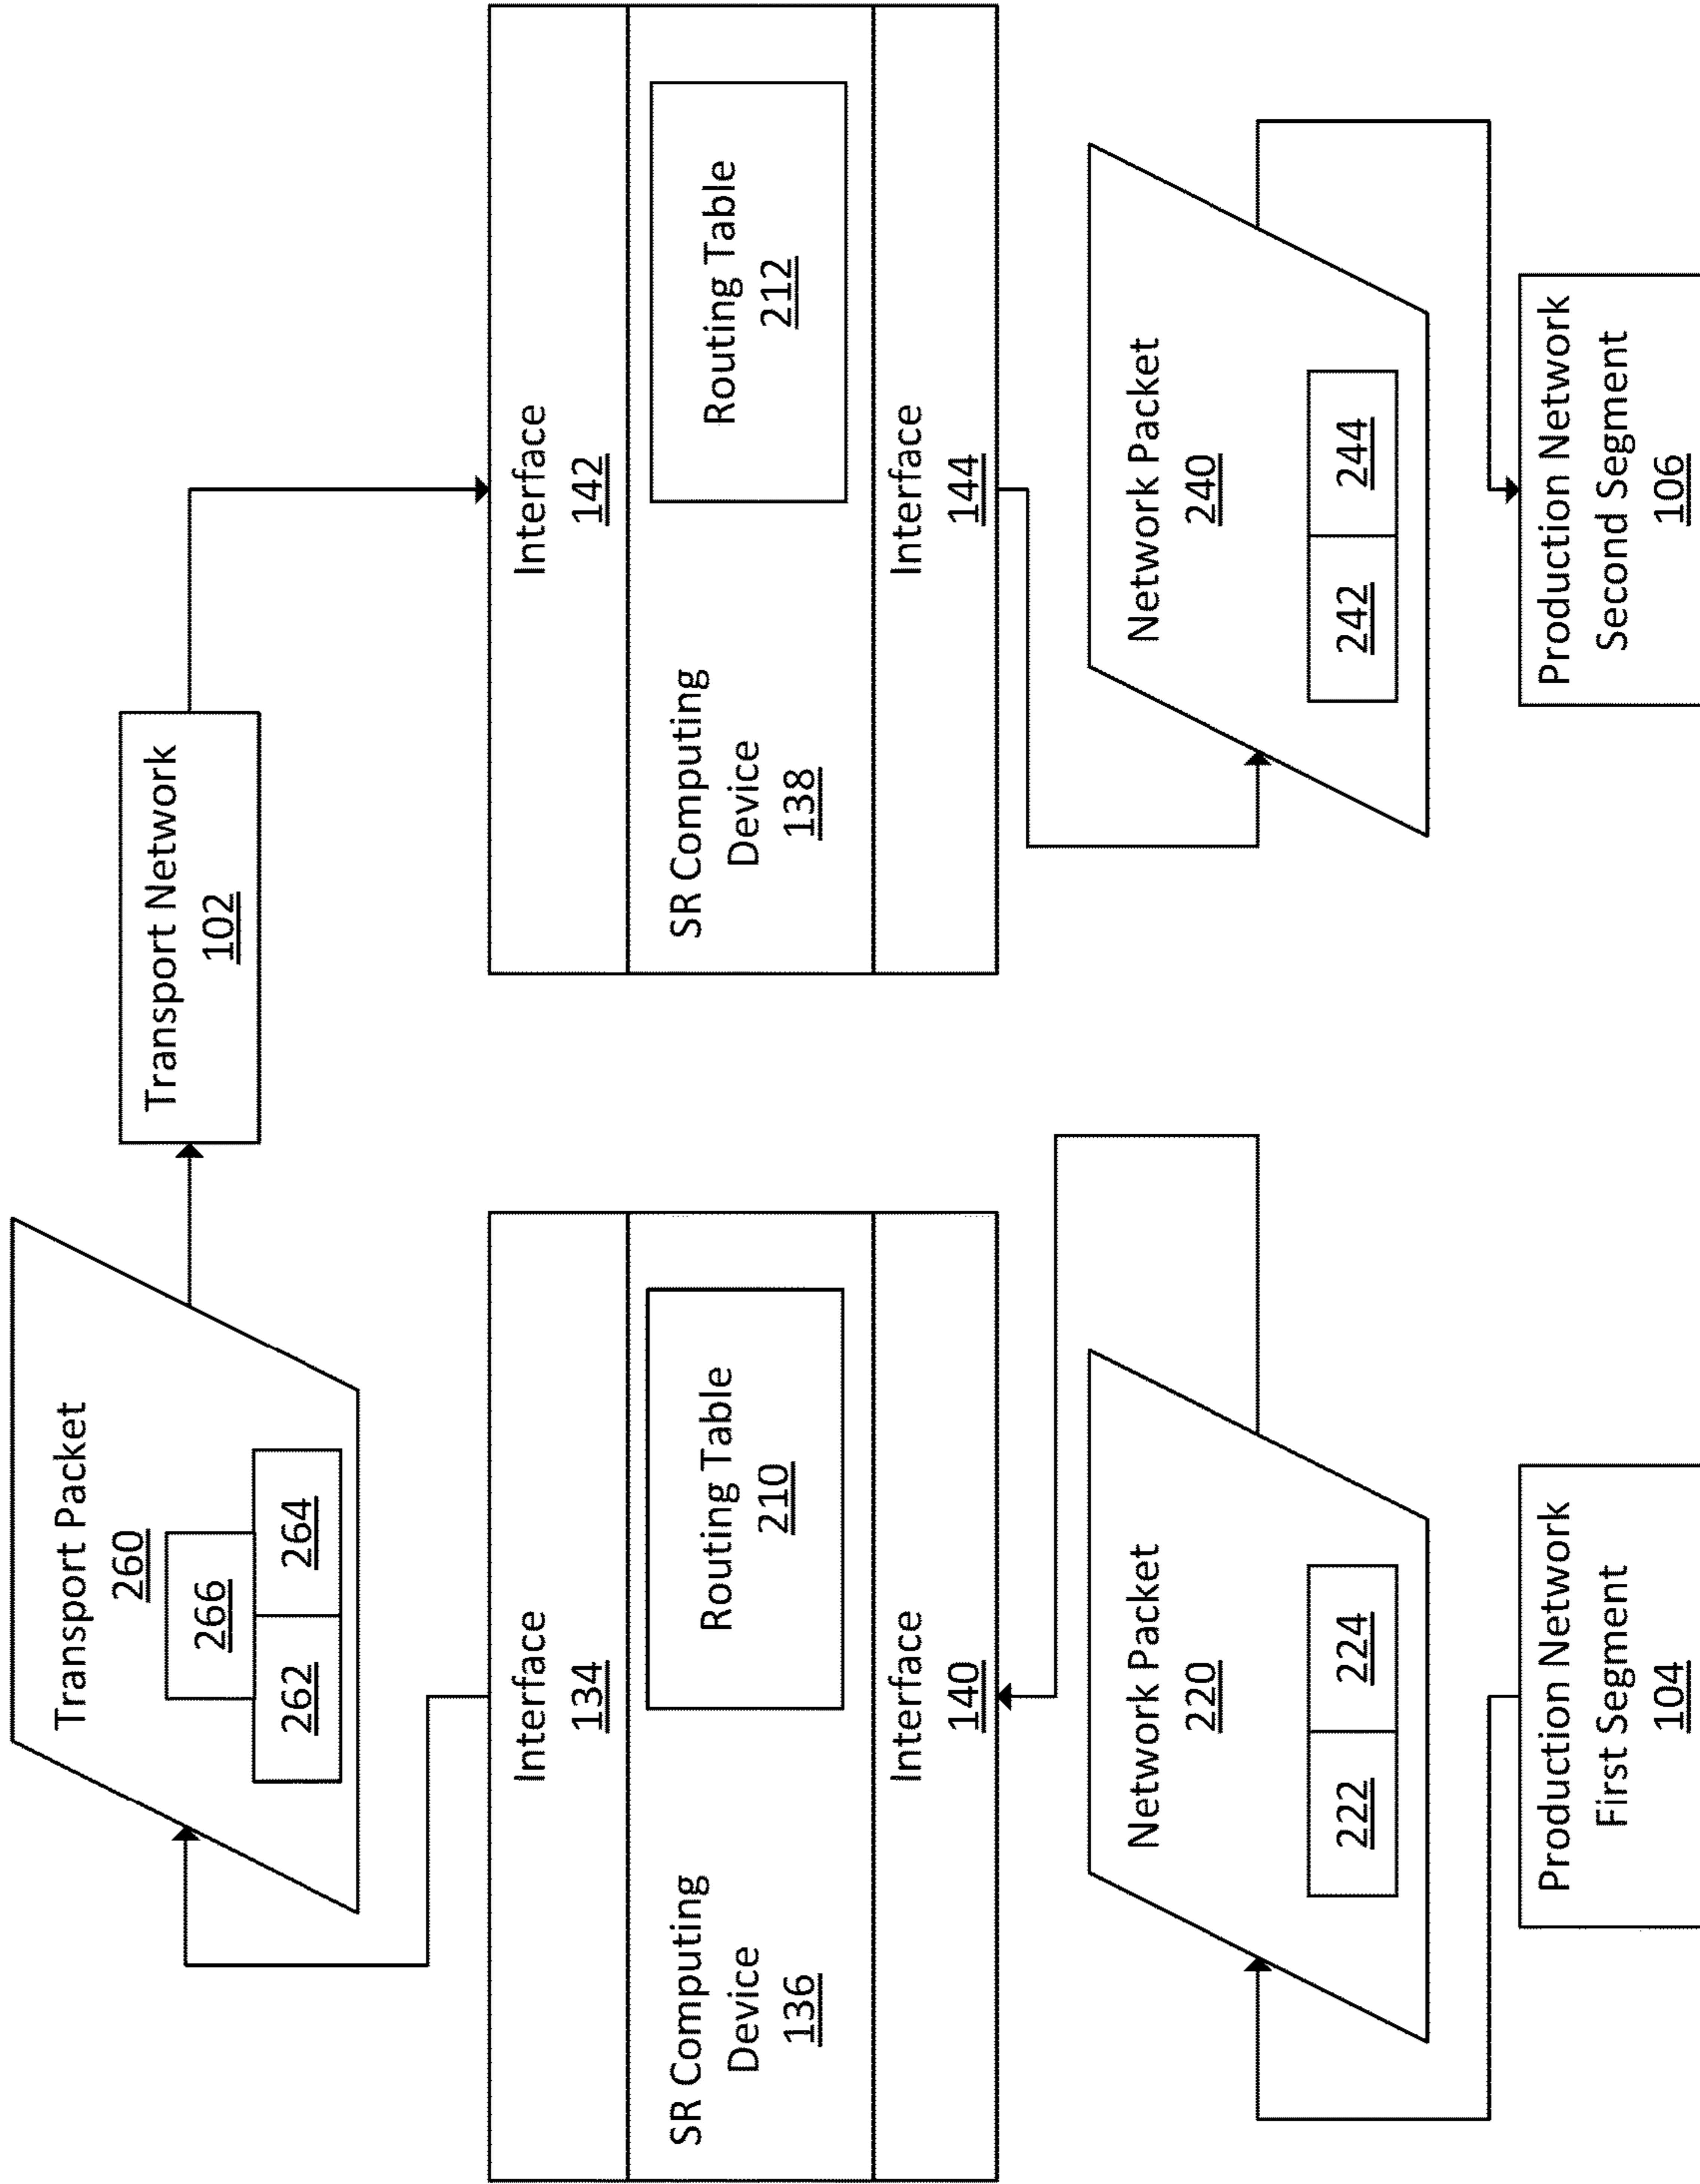 Transport Packet
260
266
262
264
Transport Network
102
Interface
134
SR Computing
Device
136
Routing Table
210
Interface
140
Interface
142
SR Computing
Device
138
Routing Table
212
Interface
144
Network Packet
220
222
224
Network Packet
240
242
244
Production Network
First Segment
104
Production Network
Second Segment
106